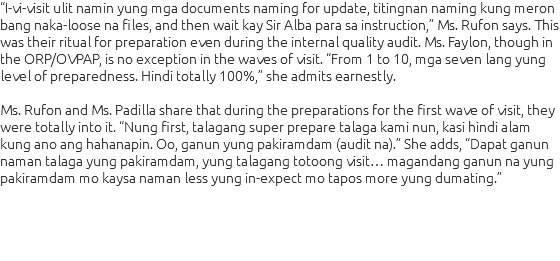 “I-vi-visit ulit namin yung mga documents naming for update, titingnan naming kung meron
bang naka-loose na files, and then wait kay Sir Alba para sa instruction,” Ms. Rufon says. This
was their ritual for preparation even during the internal quality audit. Ms. Faylon, though in
the ORP/OVPAP, is no exception in the waves of visit. “From 1 to 10, mga seven lang yung
level of preparedness. Hindi totally 100%,” she admits earnestly.
Ms. Rufon and Ms. Padilla share that during the preparations for the first wave of visit, they
were totally into it. “Nung first, talagang super prepare talaga kami nun, kasi hindi alam
kung ano ang hahanapin. Oo, ganun yung pakiramdam (audit na).” She adds, “Dapat ganun
naman talaga yung pakiramdam, yung talagang totoong visit… magandang ganun na yung
pakiramdam mo kaysa naman less yung in-expect mo tapos more yung dumating.”